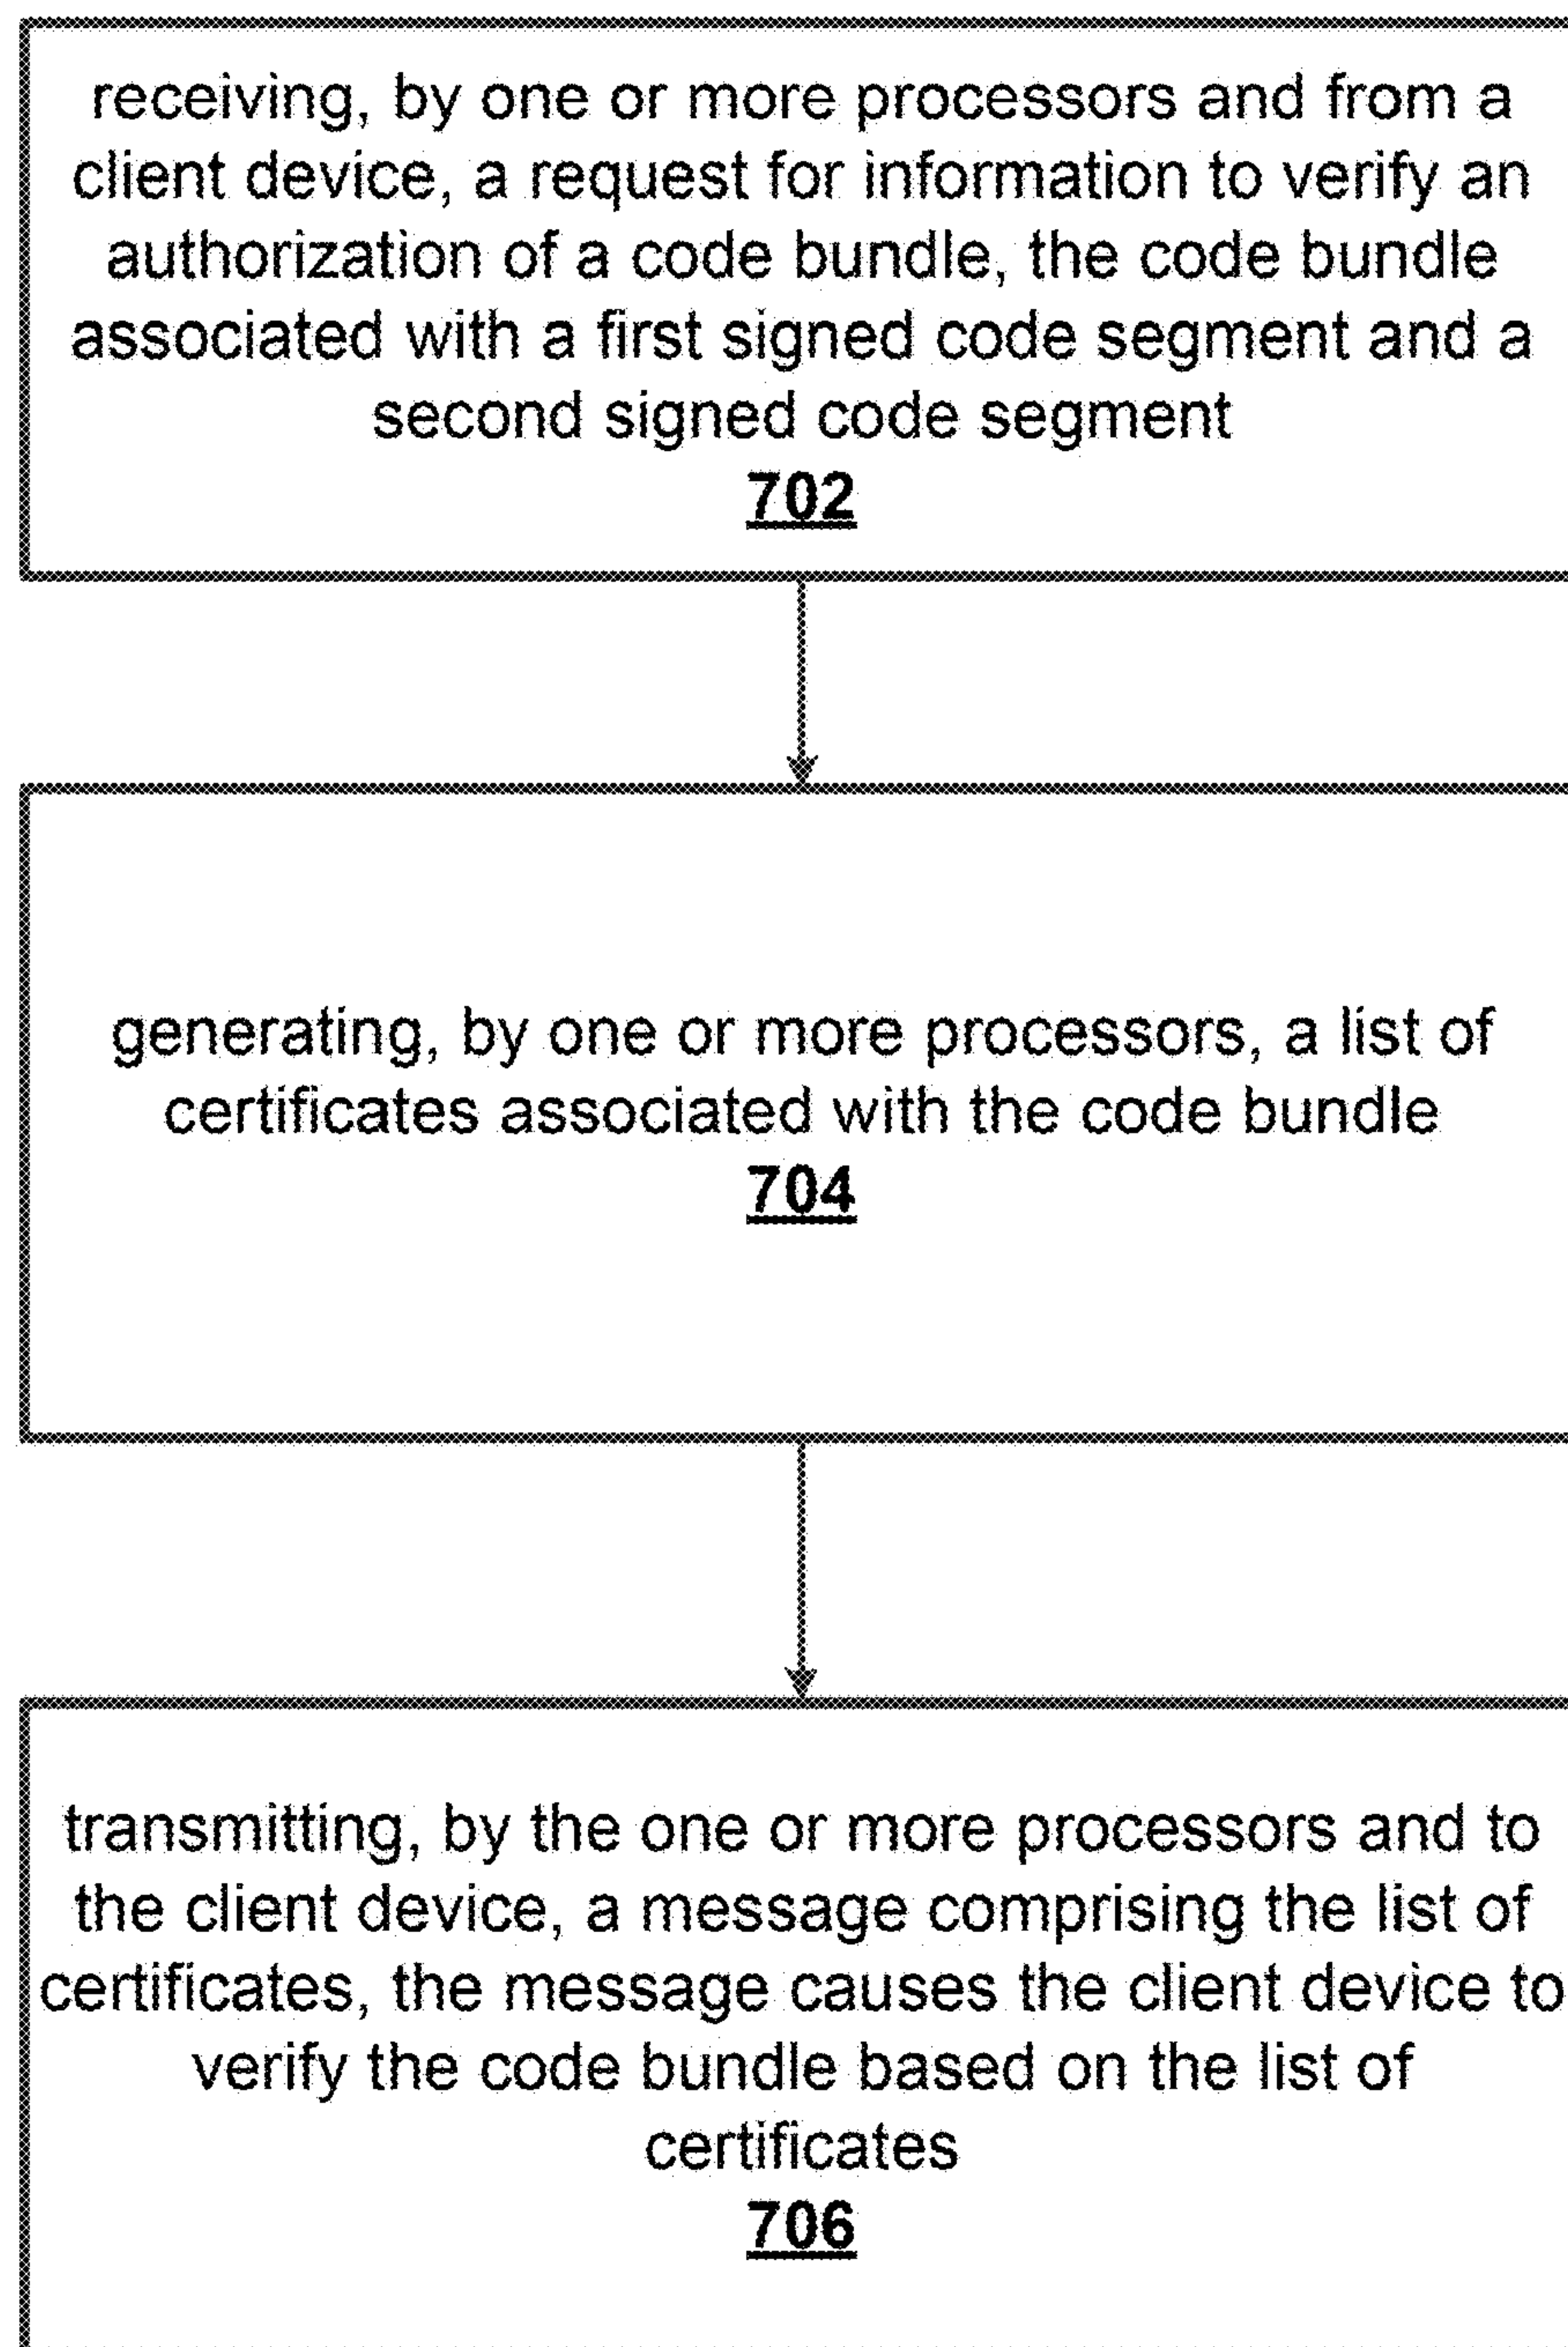 receiving, by one or more processors and from a
client device, a request for information to verify an
authorization of a code bundle, the code bundle
associated with a first signed code segment and a
second signed code segment
702
generating, by one or more processors, a list of
certificates associated with the code bundle
704
transmitting, by the one or more processors and to
the client device, a message comprising the list of
certificates, the message causes the client device to
verify the code bundle based on the list of
certificates
706